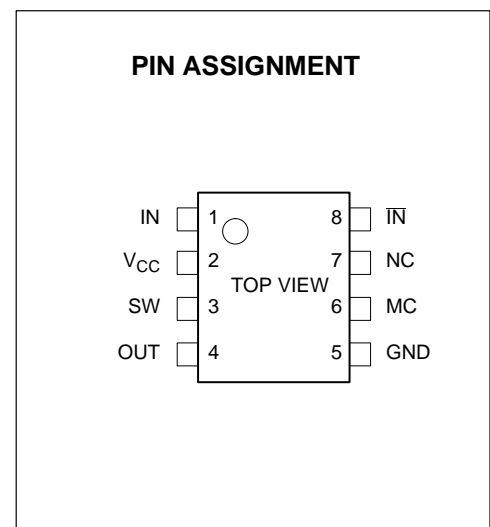 PIN ASSIGNMENT
IN 1 8 I̅N̅
VCC 2 7 NC
TOP VIEW
SW 3 6 MC
OUT 4 5 GND